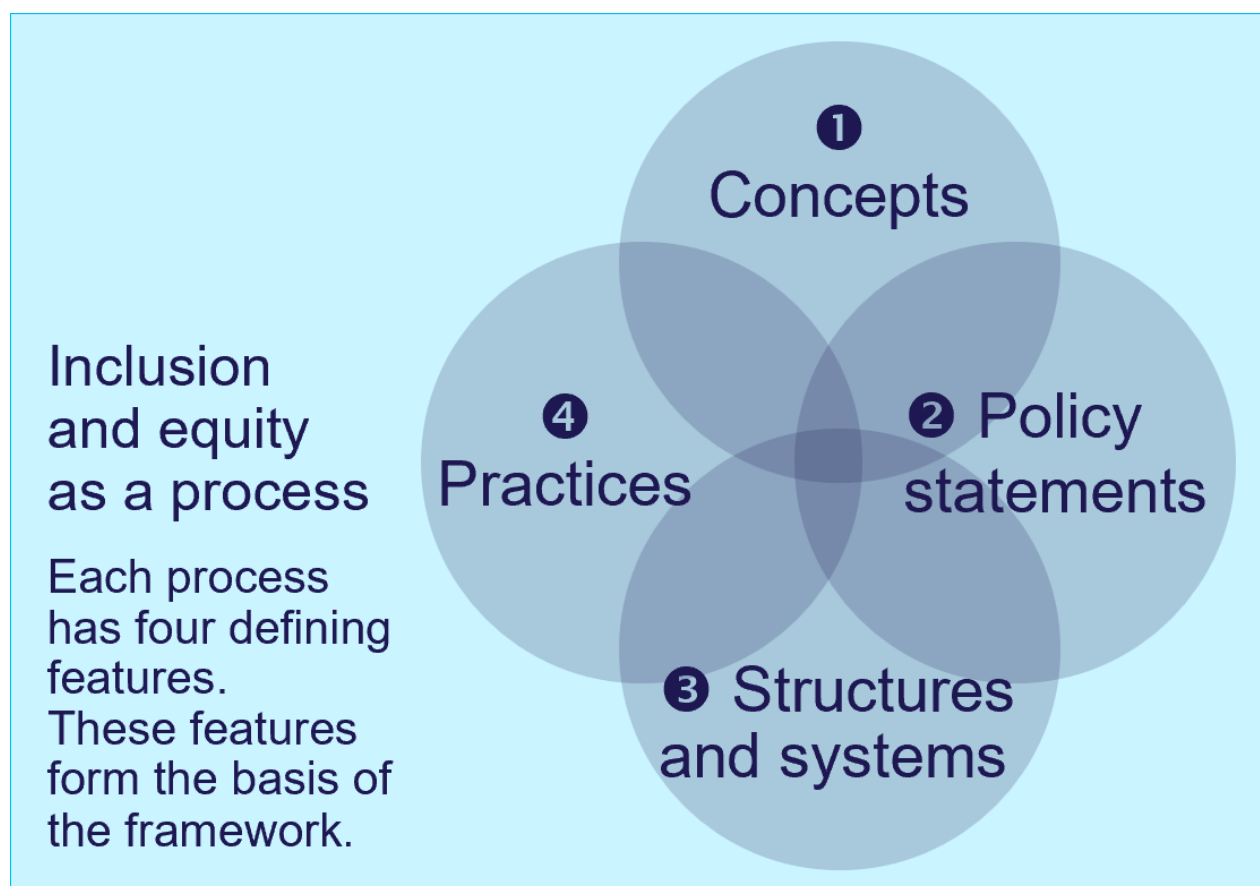 Inclusion
and equity
as a process
Each process
has four defining
features.
These features
form the basis of
the framework.
❶
Concepts
❷ Policy
statements
❸ Structures
and systems
❹
Practices